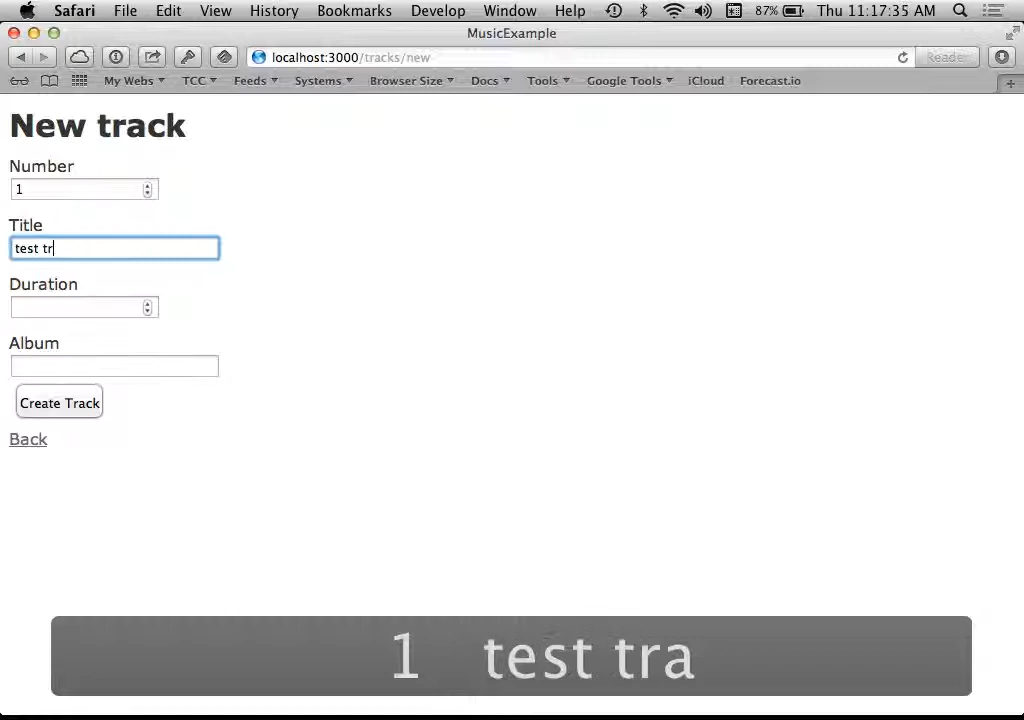 Safari File Edit View History Bookmarks Develop Window Help 87% Thu 11:17:35 AM
MusicExample
localhost:3000/tracks/new Reader
My Webs TCC Feeds Systems Browser Size Docs Tools Google Tools iCloud Forecast.io
New track
Number
1
Title
test tr
Duration
Album
Create Track
Back
1 test tra